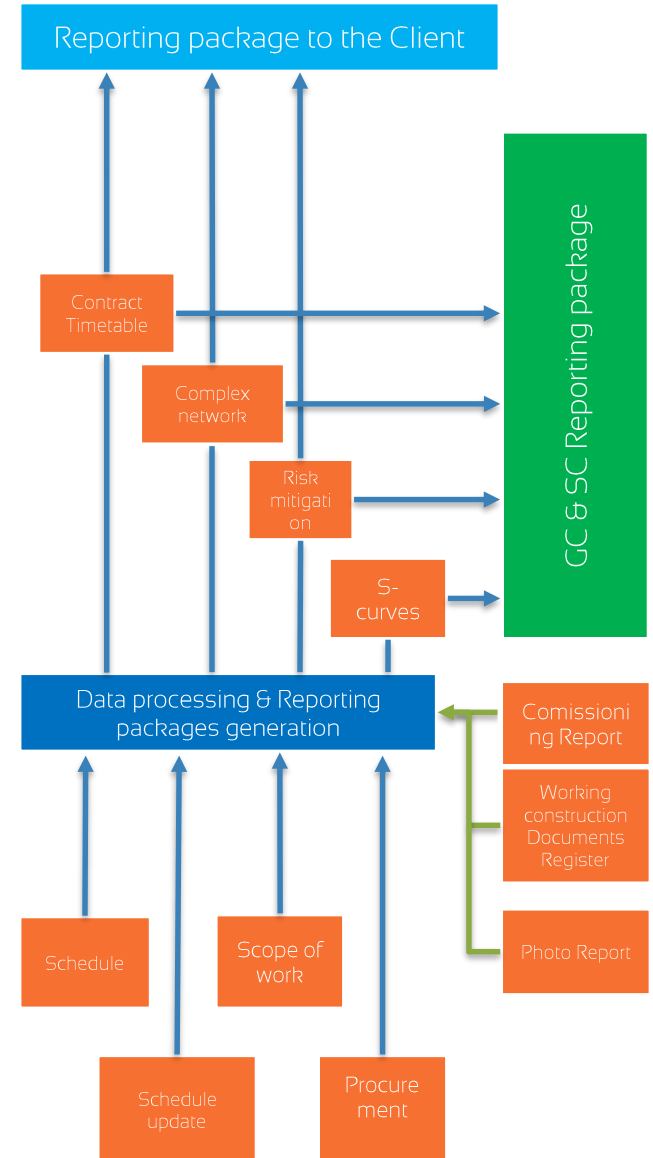 Reporting package to the Client
GC & SC Reporting package
Contract
Timetable
Complex
network
Risk
mitigati
on
S-
curves
Data processing & Reporting
packages generation
Comissioni
ng Report
Working
construction
Documents
Register
Photo Report
Schedule
Scope of
work
Schedule
update
Procure
ment